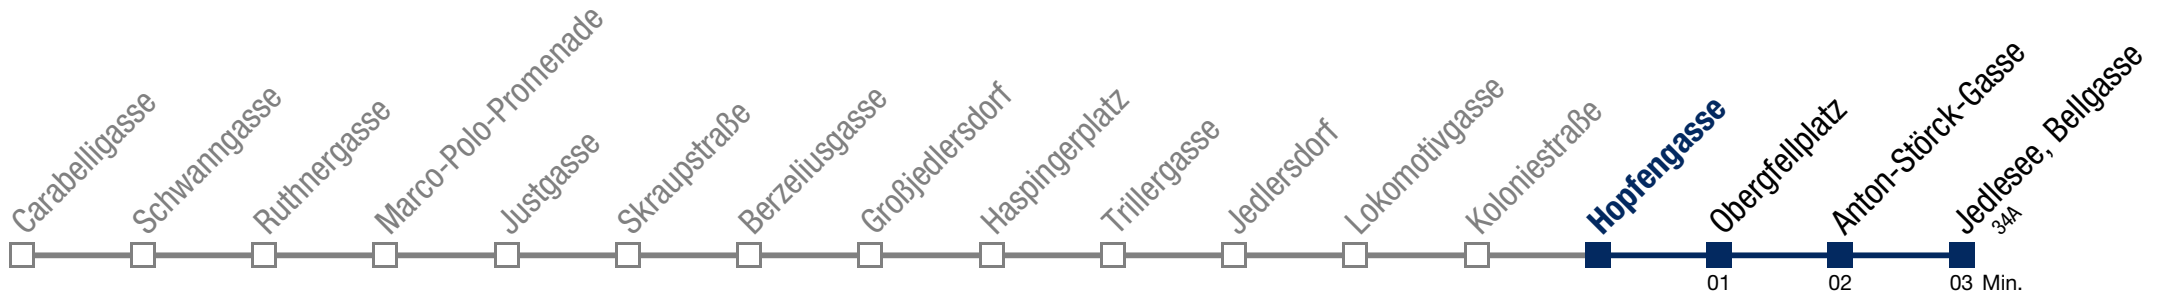 Carabelligasse
Schwanngasse
Ruthnergasse
Marco-Polo-Promenade
Justgasse
Skraupstraße
Berzeliusgasse
Großjedlersdorf
Haspingerplatz
Trillergasse
Jedlersdorf
Lokomotivgasse
Koloniestraße
Hopfengasse
Obergfellplatz
Anton-Störck-Gasse
Jedlesee, Bellgasse
34A
01 02 03 Min.